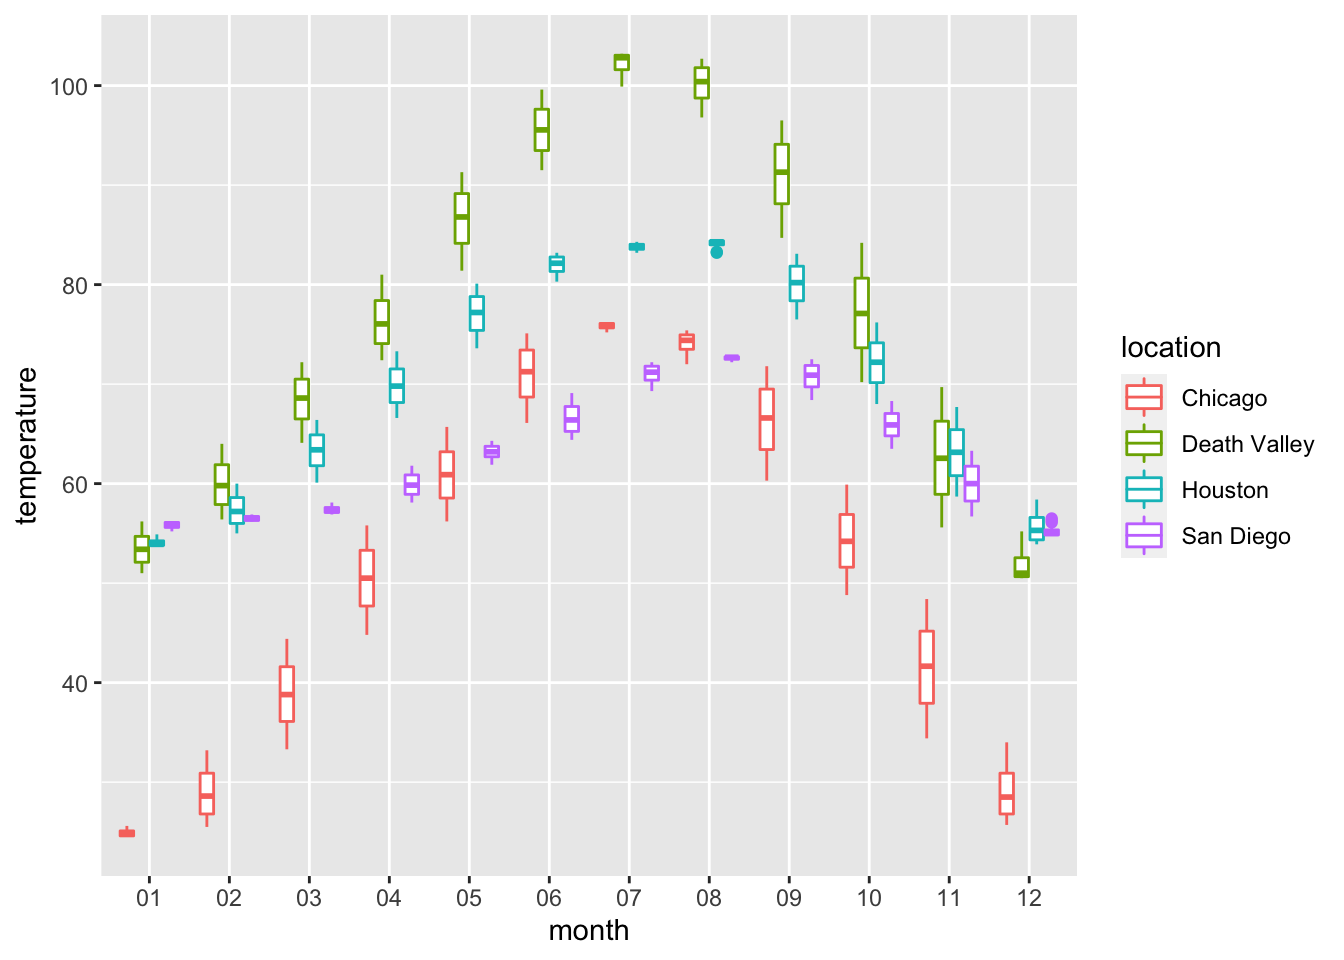 temperature
100
80
60
40
01 02 03 04 05 06 07 08 09 10 11 12
month
location
Chicago
Death Valley
Houston
San Diego